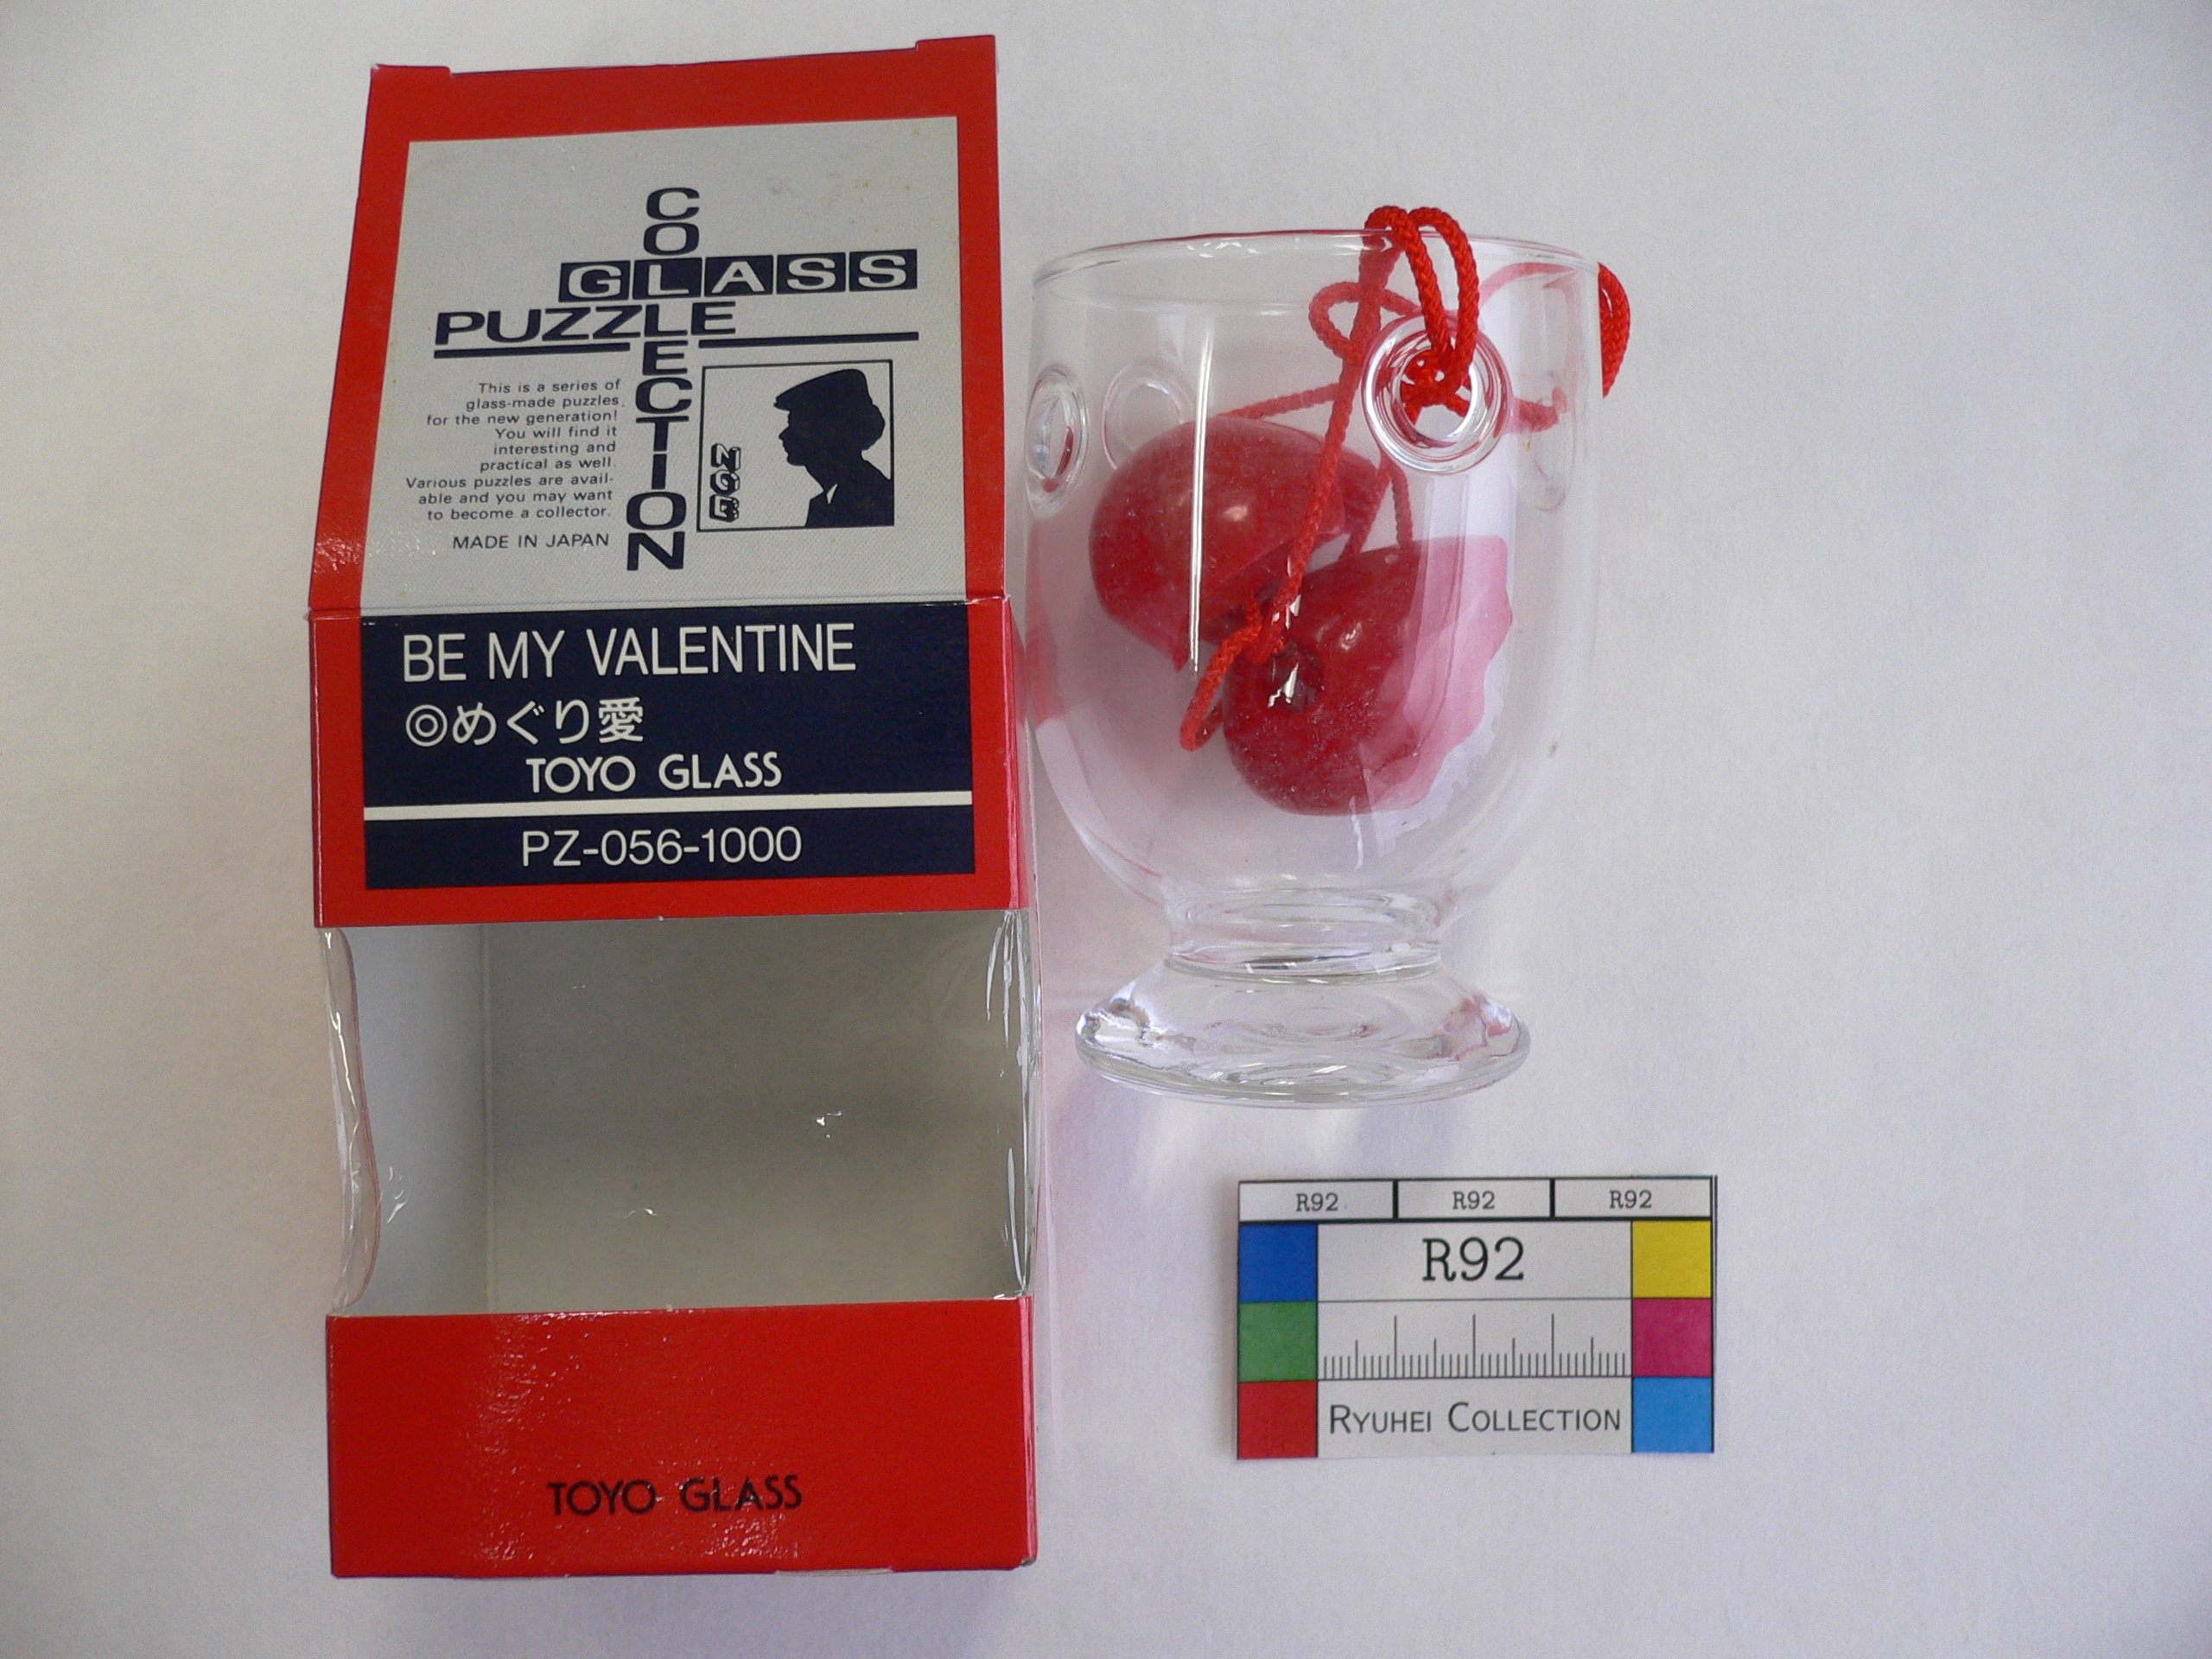 COLLECTION
GLASS
PUZZLE
This is a series of
glass-made puzzles
for the new generation!
You will find it
interesting and
practical as well.
Various puzzles are avail-
able and you may want
to become a collector.
MADE IN JAPAN
NOB
BE MY VALENTINE
◎めぐり愛
TOYO GLASS
PZ-056-1000
TOYO GLASS
R92 R92 R92
R92
RYUHEI COLLECTION